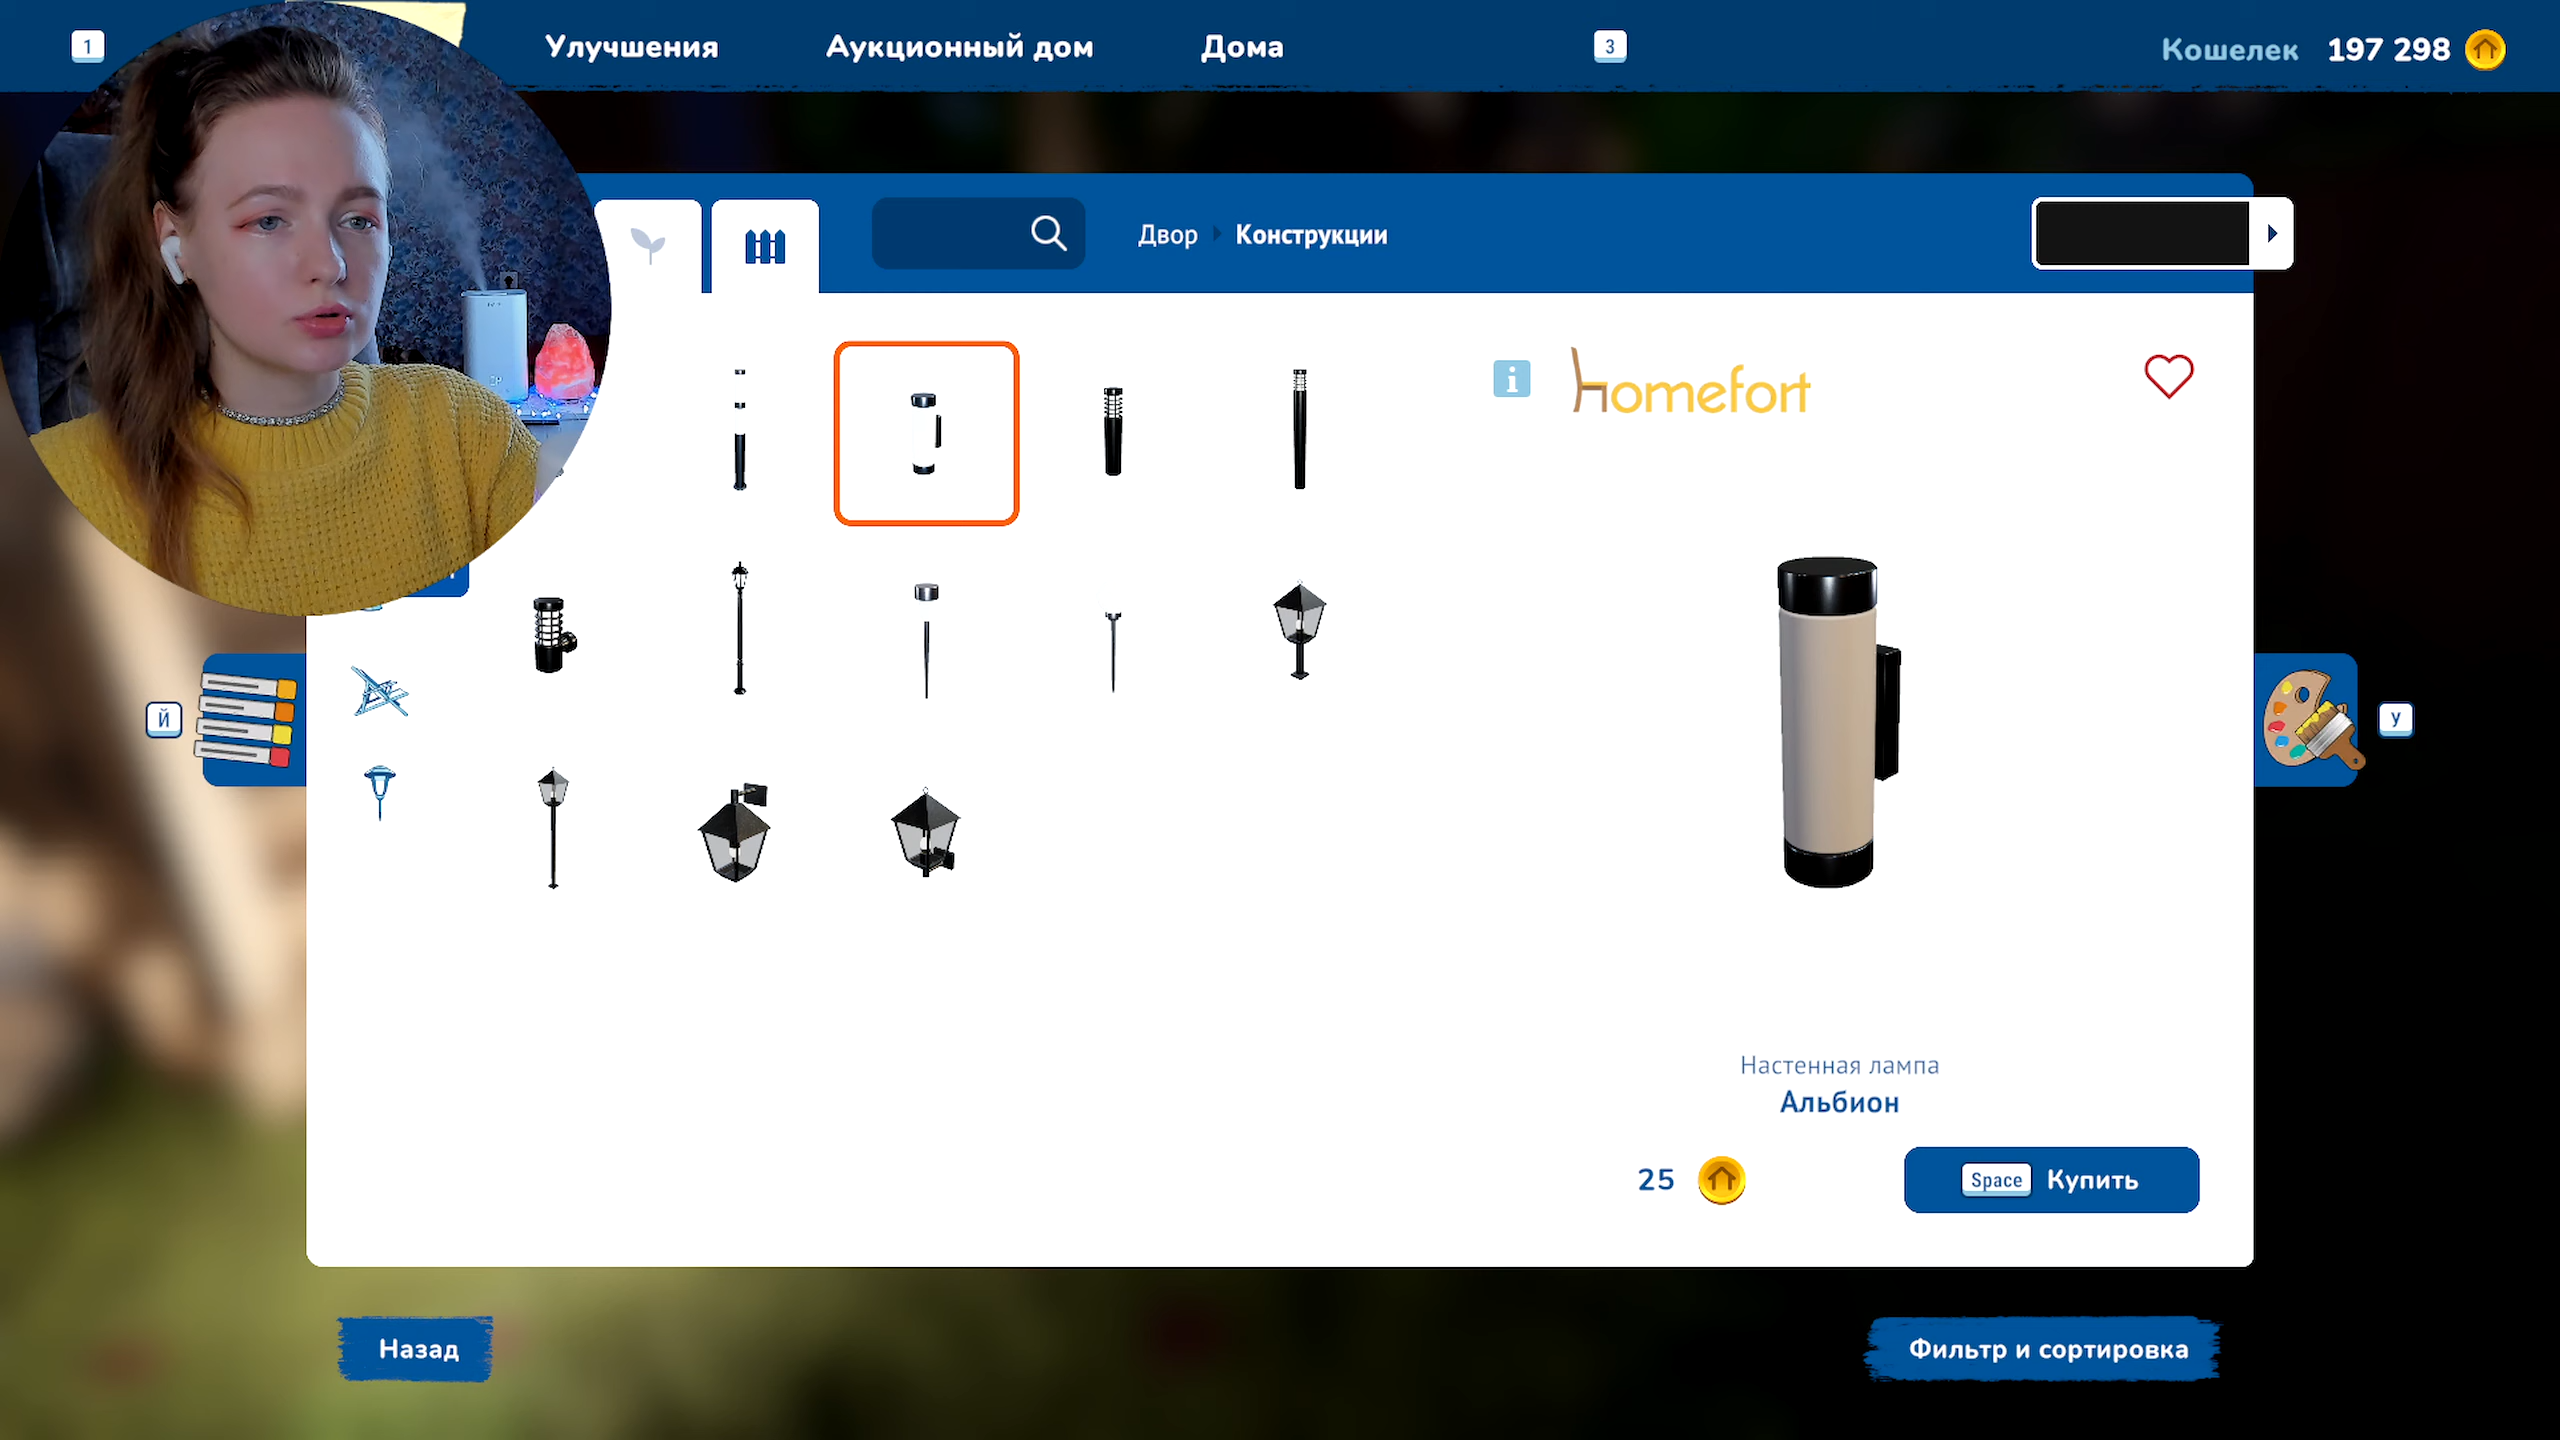 1
Улучшения
Аукционный дом
Дома
3
Кошелек 197 298
Двор Конструкции
i
homefort
Й
У
Настенная лампа
Альбион
25
Space Купить
Назад
Фильтр и сортировка